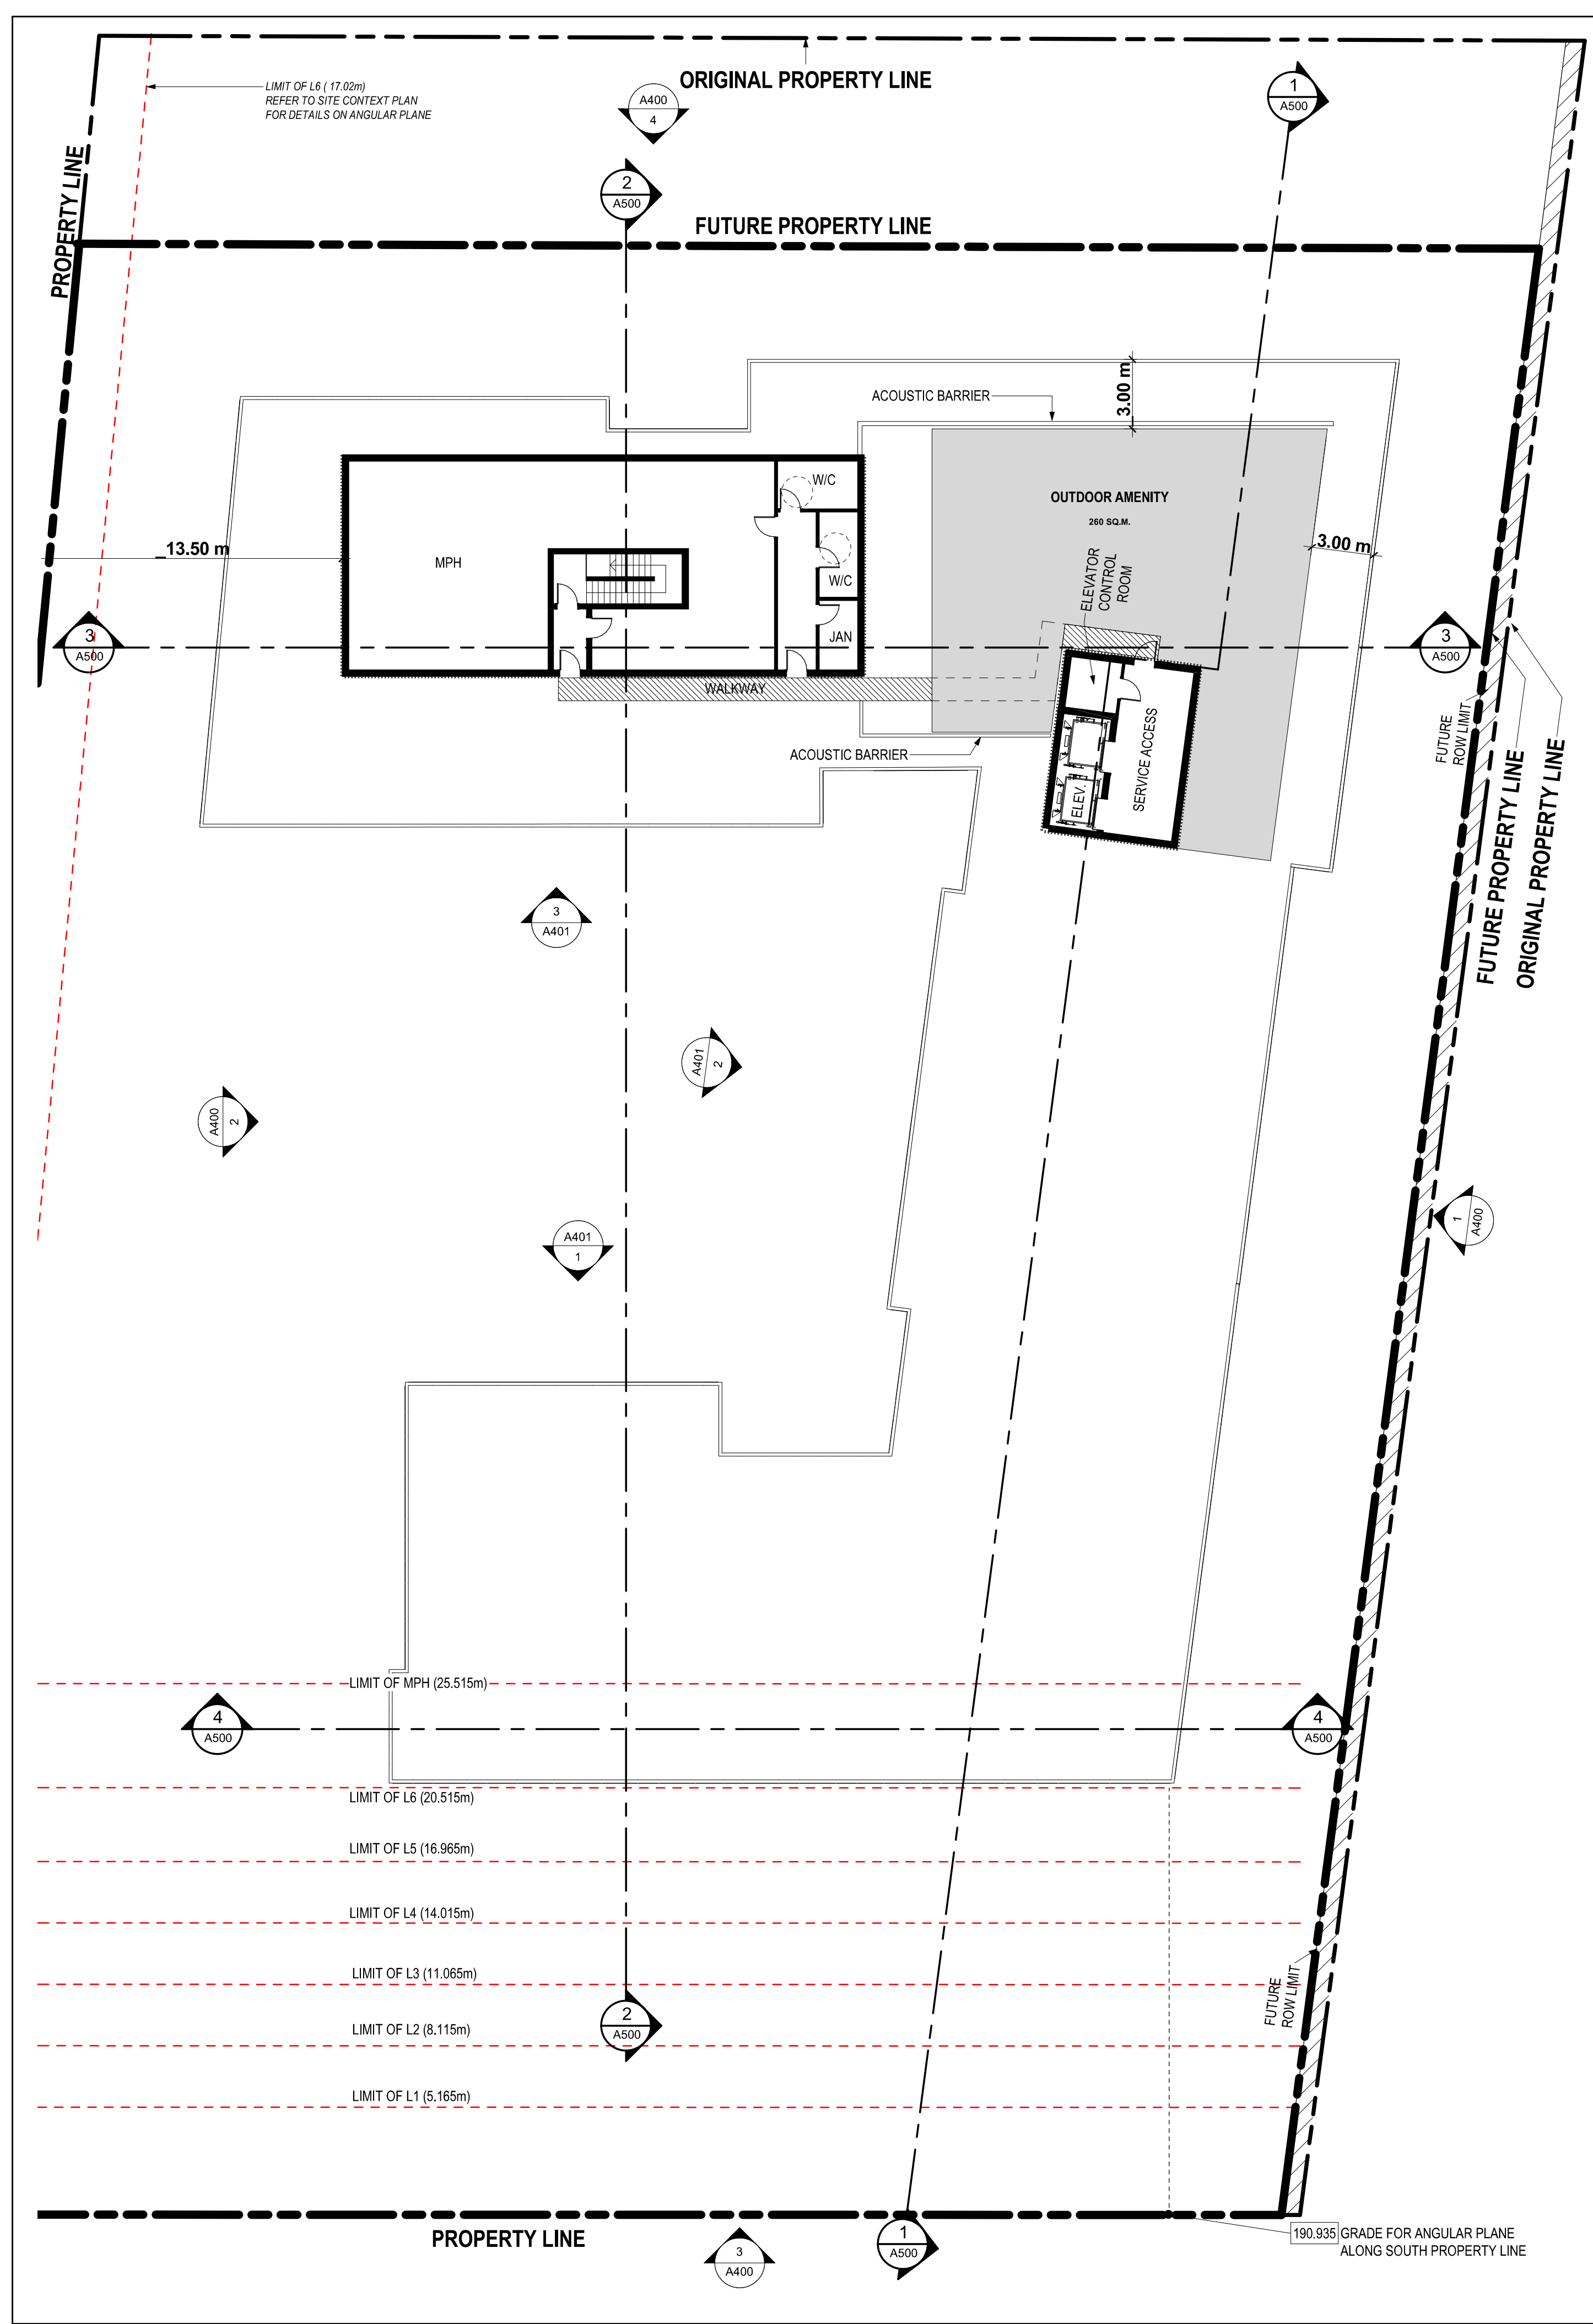 ORIGINAL PROPERTY LINE
LIMIT OF L6 ( 17.02m)
REFER TO SITE CONTEXT PLAN
FOR DETAILS ON ANGULAR PLANE
A400
4
1
A500
PROPERTY LINE
2
A500
FUTURE PROPERTY LINE
ACOUSTIC BARRIER
3.00 m
W/C
OUTDOOR AMENITY
260 SQ.M.
13.50 m
3.00 m
MPH
W/C
ELEVATOR
CONTROL
ROOM
JAN
3
A500
3
A500
WALKWAY
ACOUSTIC BARRIER
SERVICE ACCESS
ELEV.
FUTURE
ROW LIMIT
FUTURE PROPERTY LINE
ORIGINAL PROPERTY LINE
3
A401
A401
2
A400
2
1
A400
A401
1
LIMIT OF MPH (25.515m)
4
A500
4
A500
LIMIT OF L6 (20.515m)
LIMIT OF L5 (16.965m)
LIMIT OF L4 (14.015m)
LIMIT OF L3 (11.065m)
FUTURE
ROW LIMIT
2
A500
LIMIT OF L2 (8.115m)
LIMIT OF L1 (5.165m)
PROPERTY LINE
3
A400
1
A500
190.935 GRADE FOR ANGULAR PLANE
ALONG SOUTH PROPERTY LINE